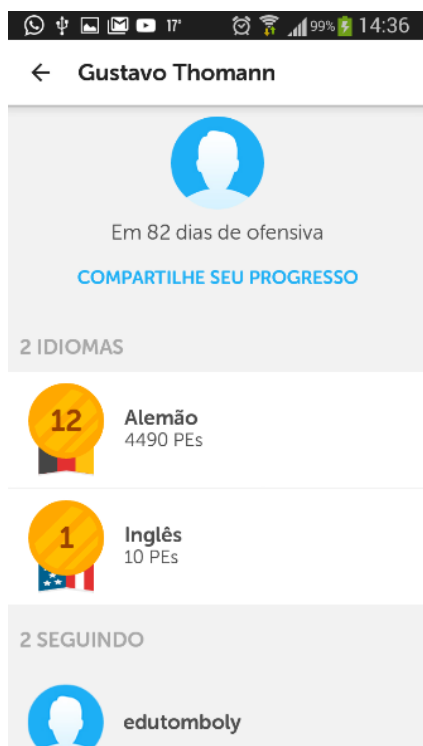 17° 99% 14:36
Gustavo Thomann
Em 82 dias de ofensiva
COMPARTILHE SEU PROGRESSO
2 IDIOMAS
12
Alemão
4490 PEs
1
Inglês
10 PEs
2 SEGUINDO
edutomboly